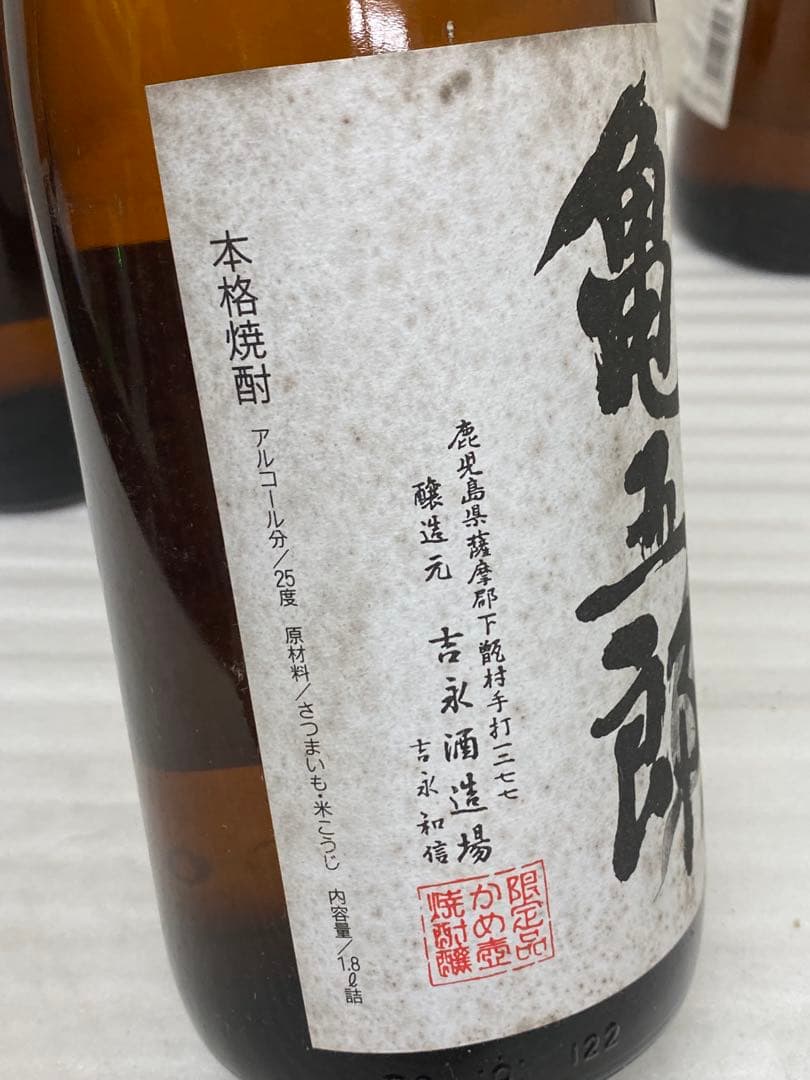 亀五郎
鹿児島県薩摩郡下甑村手打一三七七
醸造元 吉永酒造場
吉永和信
限定品
かめ壺
焼酎醸
本格焼酎 アルコール分/25度 原材料/さつまいも・米こうじ 内容量/1.8ℓ詰
122